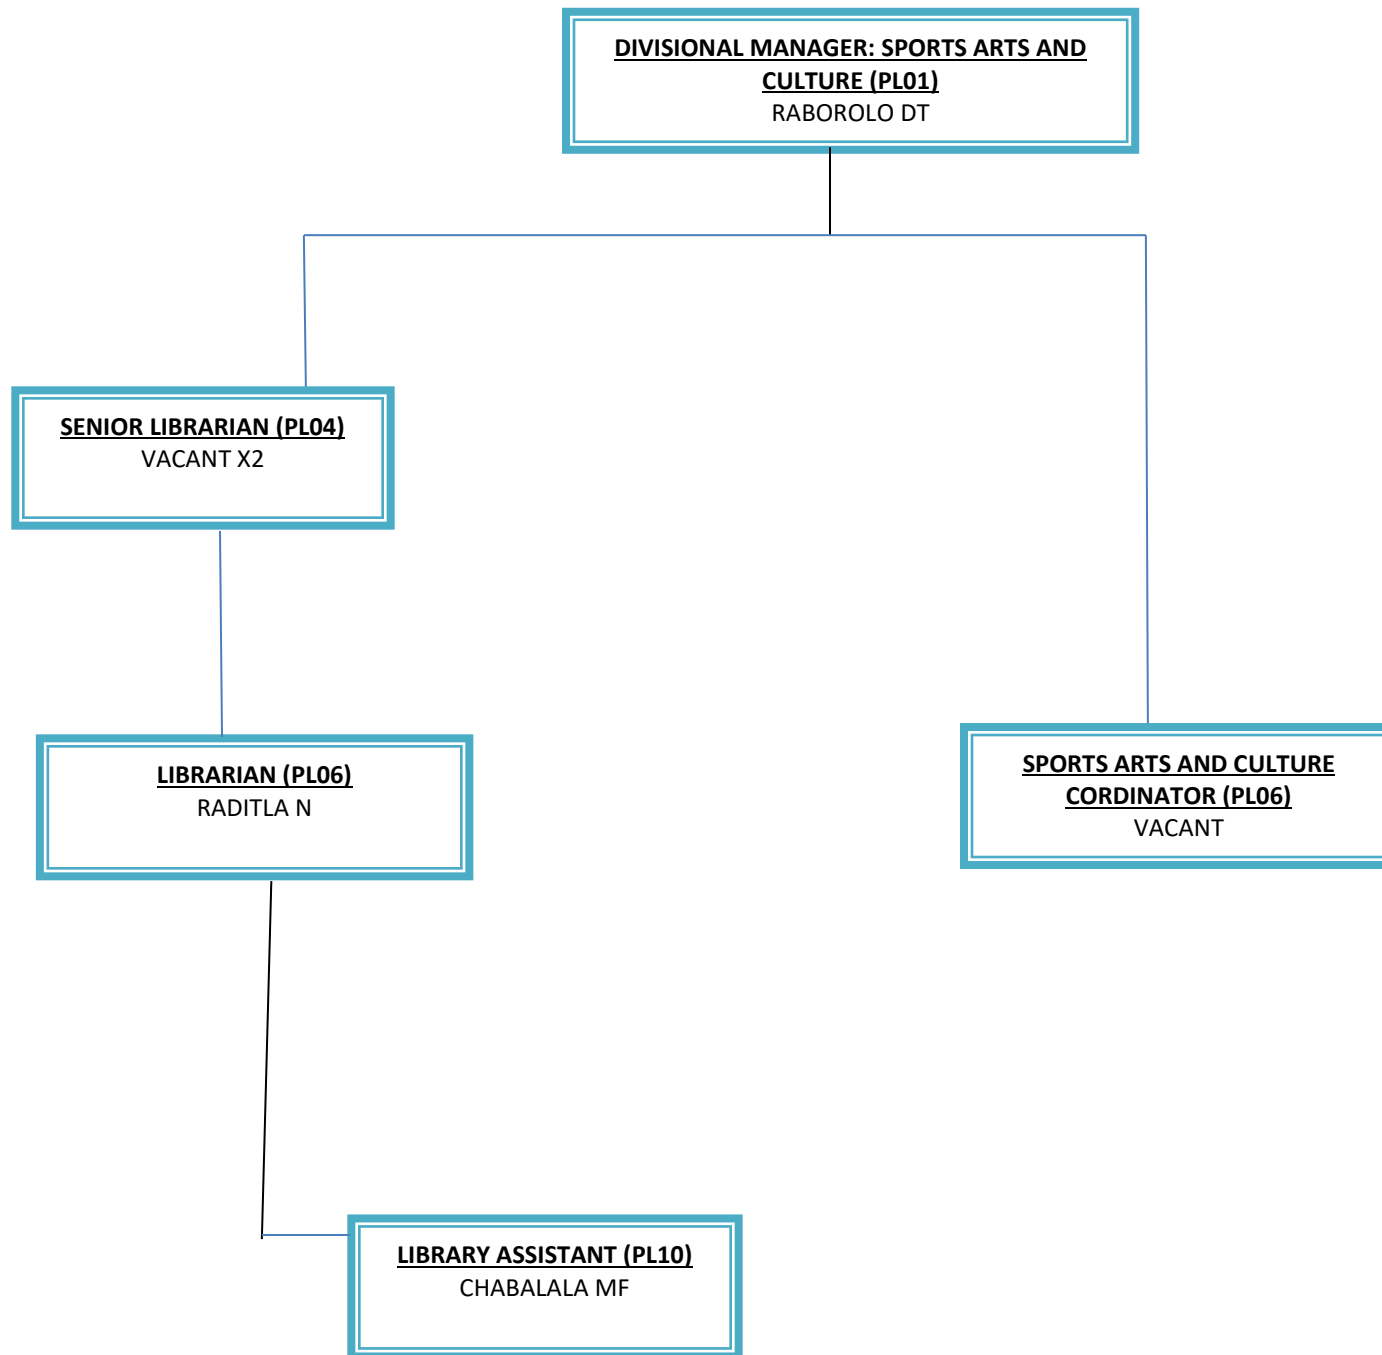 DIVISIONAL MANAGER: SPORTS ARTS AND
CULTURE (PL01)
RABOROLO DT
SENIOR LIBRARIAN (PL04)
VACANT X2
LIBRARIAN (PL06)
RADITLA N
SPORTS ARTS AND CULTURE
CORDINATOR (PL06)
VACANT
LIBRARY ASSISTANT (PL10)
CHABALALA MF